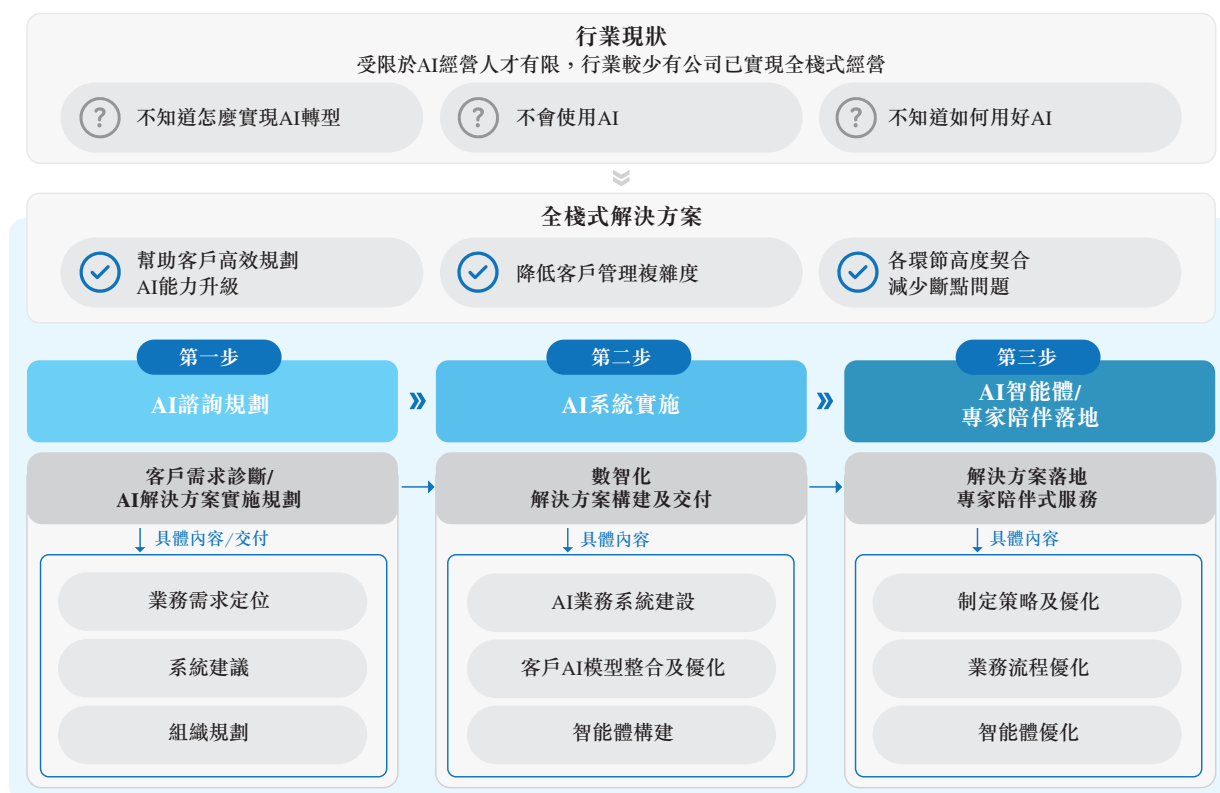 行業現狀
受限於AI經營人才有限，行業較少有公司已實現全棧式經營
不知道怎麼實現AI轉型
不會使用AI
不知道如何用好AI
全棧式解決方案
幫助客戶高效規劃
AI能力升級
降低客戶管理複雜度
各環節高度契合
減少斷點問題
第一步
AI諮詢規劃
第二步
AI系統實施
第三步
AI智能體/
專家陪伴落地
客戶需求診斷/
AI解決方案實施規劃
數智化
解決方案構建及交付
解決方案落地
專家陪伴式服務
具體內容/交付
業務需求定位
系統建議
組織規劃
具體內容
AI業務系統建設
客戶AI模型整合及優化
智能體構建
具體內容
制定策略及優化
業務流程優化
智能體優化